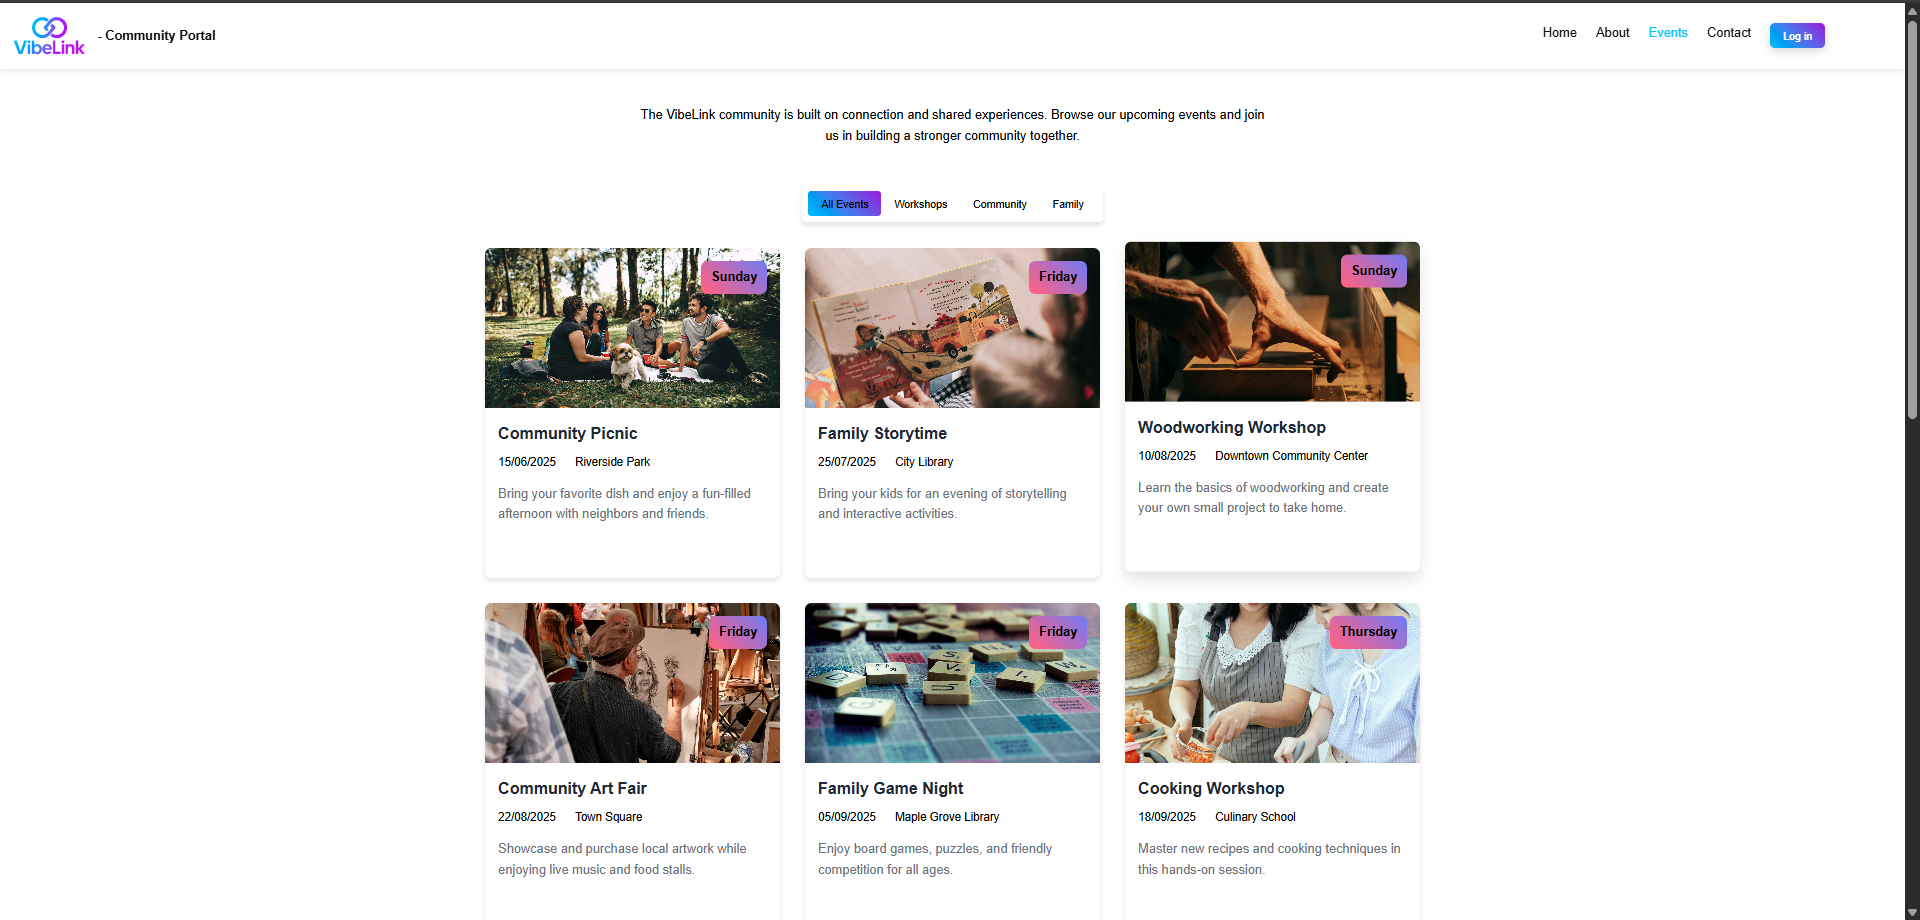 VibeLink - Community Portal
Home About Events Contact Log in
The VibeLink community is built on connection and shared experiences. Browse our upcoming events and join
us in building a stronger community together.
All Events Workshops Community Family
Sunday
Community Picnic
15/06/2025 Riverside Park
Bring your favorite dish and enjoy a fun-filled
afternoon with neighbors and friends.
Friday
Family Storytime
25/07/2025 City Library
Bring your kids for an evening of storytelling
and interactive activities.
Sunday
Woodworking Workshop
10/08/2025 Downtown Community Center
Learn the basics of woodworking and create
your own small project to take home.
Friday
Community Art Fair
22/08/2025 Town Square
Showcase and purchase local artwork while
enjoying live music and food stalls.
Friday
Family Game Night
05/09/2025 Maple Grove Library
Enjoy board games, puzzles, and friendly
competition for all ages.
Thursday
Cooking Workshop
18/09/2025 Culinary School
Master new recipes and cooking techniques in
this hands-on session.